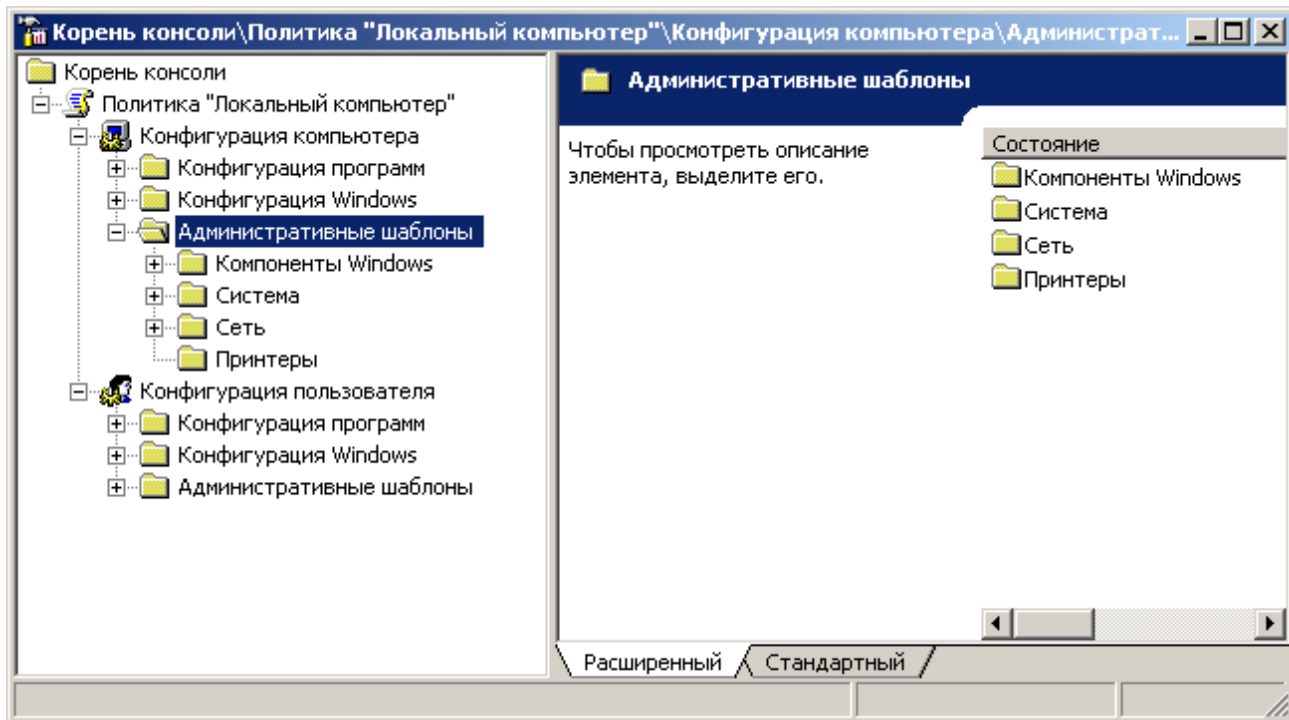 Корень консоли\Политика "Локальный компьютер"\Конфигурация компьютера\Администрат...
Корень консоли
Политика "Локальный компьютер"
Конфигурация компьютера
Конфигурация программ
Конфигурация Windows
Административные шаблоны
Компоненты Windows
Система
Сеть
Принтеры
Конфигурация пользователя
Конфигурация программ
Конфигурация Windows
Административные шаблоны
Административные шаблоны
Чтобы просмотреть описание
элемента, выделите его.
Состояние
Компоненты Windows
Система
Сеть
Принтеры
Расширенный
Стандартный